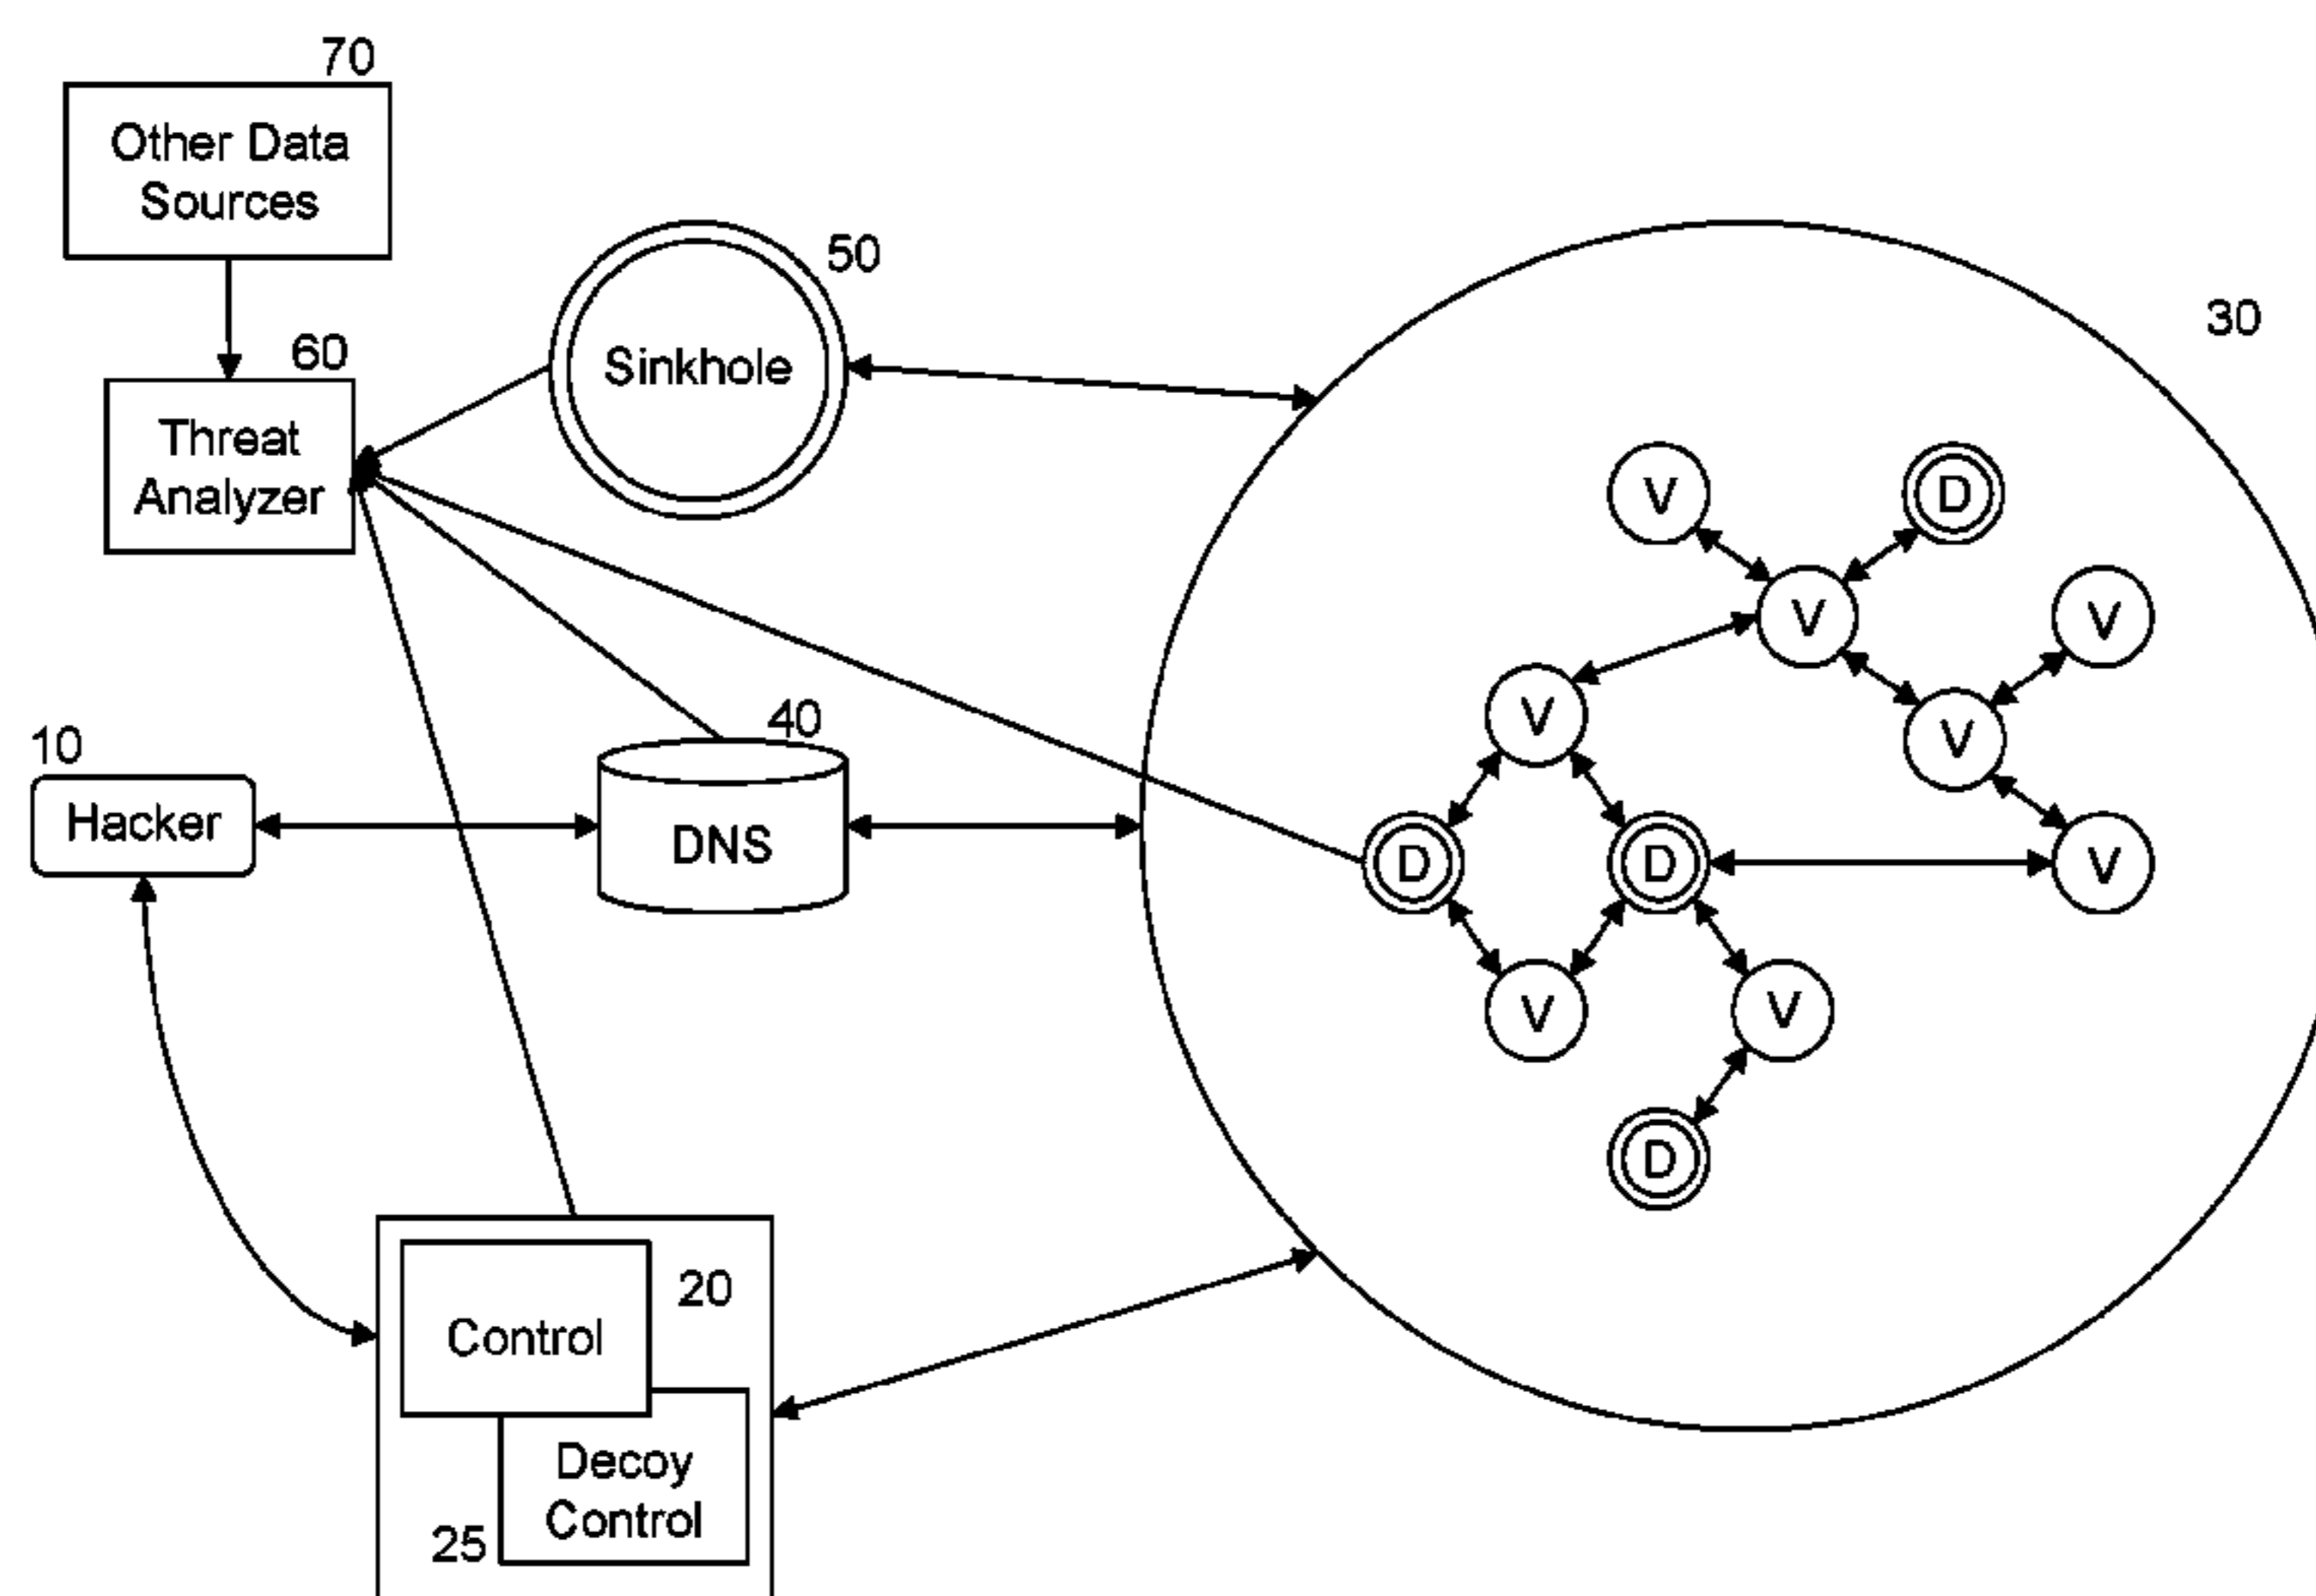 70
Other Data
Sources
50
60
Sinkhole
30
Threat
Analyzer
V
D
V
V
V
V
40
10
Hacker
DNS
D
D
V
V
V
D
20
Control
Decoy
Control
25